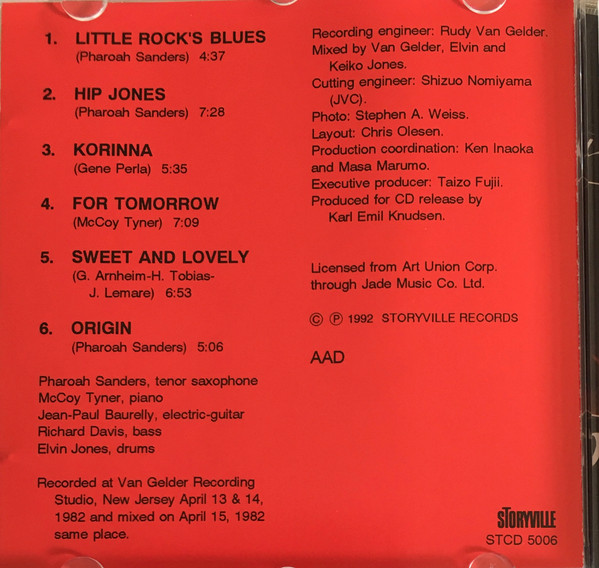 1. LITTLE ROCK'S BLUES
(Pharoah Sanders) 4:37
2. HIP JONES
(Pharoah Sanders) 7:28
3. KORINNA
(Gene Perla) 5:35
4. FOR TOMORROW
(McCoy Tyner) 7:09
5. SWEET AND LOVELY
(G. Arnheim-H. Tobias-
J. Lemare) 6:53
6. ORIGIN
(Pharoah Sanders) 5:06
Pharoah Sanders, tenor saxophone
McCoy Tyner, piano
Jean-Paul Baurelly, electric-guitar
Richard Davis, bass
Elvin Jones, drums
Recorded at Van Gelder Recording
Studio, New Jersey April 13 & 14,
1982 and mixed on April 15, 1982
same place.
Recording engineer: Rudy Van Gelder.
Mixed by Van Gelder, Elvin and
Keiko Jones.
Cutting engineer: Shizuo Nomiyama
(JVC).
Photo: Stephen A. Weiss.
Layout: Chris Olesen.
Production coordination: Ken Inaoka
and Masa Marumo.
Executive producer: Taizo Fujii.
Produced for CD release by
Karl Emil Knudsen.
Licensed from Art Union Corp.
through Jade Music Co. Ltd.
© ℗ 1992 STORYVILLE RECORDS
AAD
STORYVILLE
STCD 5006